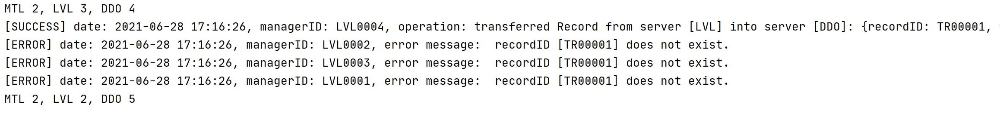 MTL 2, LVL 3, DDO 4
[SUCCESS] date: 2021-06-28 17:16:26, managerID: LVL0004, operation: transferred Record from server [LVL] into server [DDO]: {recordID: TR00001,
[ERROR] date: 2021-06-28 17:16:26, managerID: LVL0002, error message:  recordID [TR00001] does not exist.
[ERROR] date: 2021-06-28 17:16:26, managerID: LVL0003, error message:  recordID [TR00001] does not exist.
[ERROR] date: 2021-06-28 17:16:26, managerID: LVL0001, error message:  recordID [TR00001] does not exist.
MTL 2, LVL 2, DDO 5